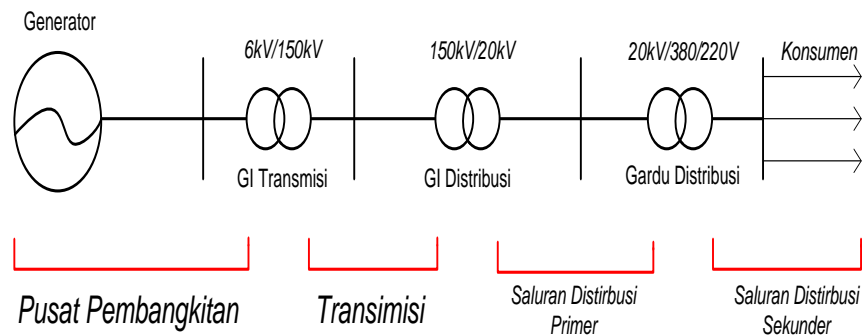 Generator
6kV/150kV
150kV/20kV
20kV/380/220V
Konsumen
GI Transmisi
GI Distribusi
Gardu Distribusi
Pusat Pembangkitan
Transimisi
Saluran Distirbusi
Primer
Saluran Distirbusi
Sekunder